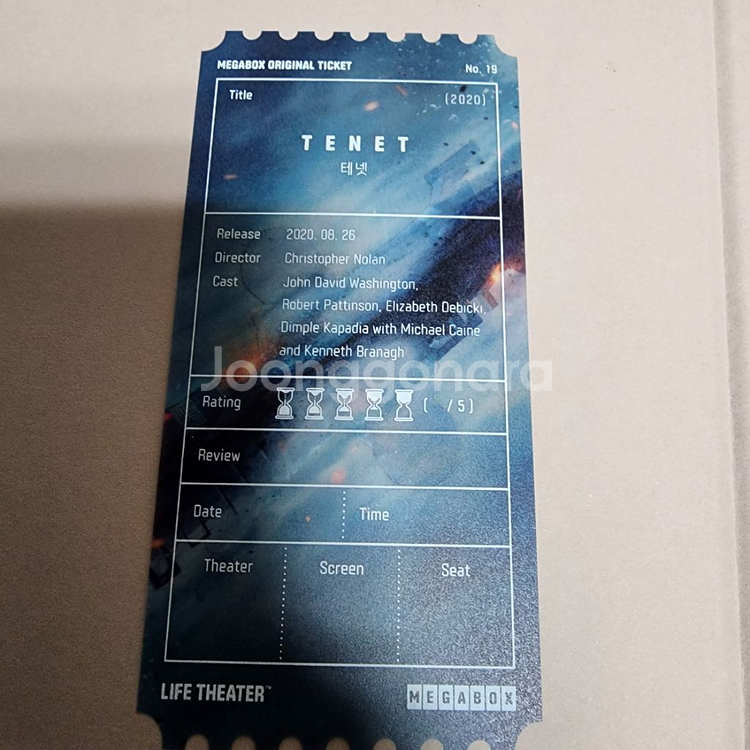 MEGABOX ORIGINAL TICKET No. 19
Title (2020)
TENET
테넷
Release 2020. 08. 26
Director Christopher Nolan
Cast John David Washington,
Robert Pattinson, Elizabeth Debicki,
Dimple Kapadia with Michael Caine
and Kenneth Branagh
Joonggonara
Rating ( /5)
Review
Date Time
Theater Screen Seat
LIFE THEATER™ MEGABOX